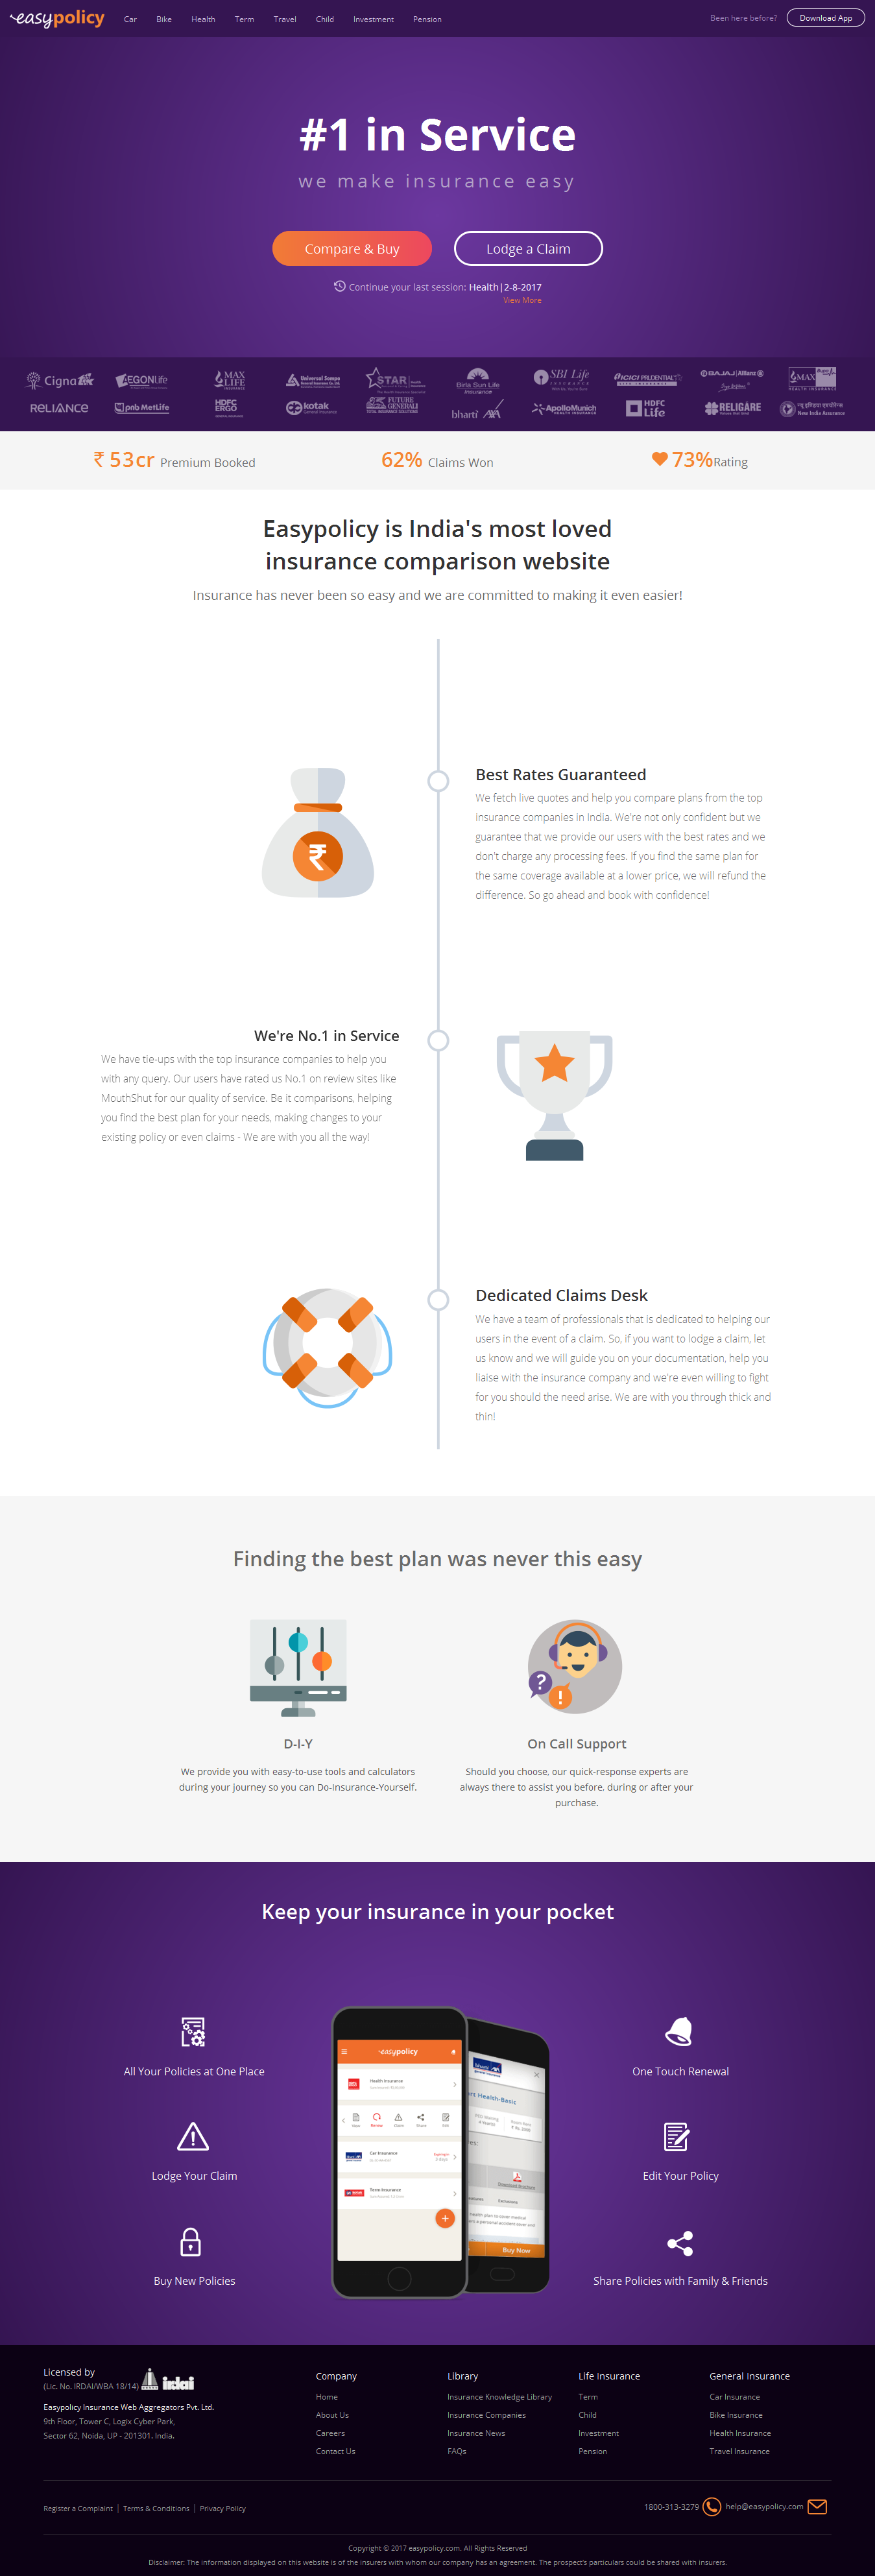 easypolicy
Car Bike Health Term Travel Child Investment Pension
Been here before? Download App
#1 in Service
we make insurance easy
Compare & Buy Lodge a Claim
Continue your last session: Health|2-8-2017
View More
Cigna TTK AEGON Life MAX LIFE INSURANCE Universal Sompo STAR Birla Sun Life Insurance SBI Life INSURANCE ICICI PRUDENTIAL LIFE INSURANCE BAJAJ Allianz MAX Bupa HEALTH INSURANCE
RELIANCE pnb MetLife HDFC ERGO kotak FUTURE GENERALI TOTAL INSURANCE SOLUTIONS bharti AXA Apollo Munich HEALTH INSURANCE HDFC Life RELIGARE New India Assurance
₹ 53cr Premium Booked 62% Claims Won 73%Rating
Easypolicy is India's most loved
insurance comparison website
Insurance has never been so easy and we are committed to making it even easier!
Best Rates Guaranteed
We fetch live quotes and help you compare plans from the top
insurance companies in India. We're not only confident but we
guarantee that we provide our users with the best rates and we
don't charge any processing fees. If you find the same plan for
the same coverage available at a lower price, we will refund the
difference. So go ahead and book with confidence!
₹
We're No.1 in Service
We have tie-ups with the top insurance companies to help you
with any query. Our users have rated us No.1 on review sites like
MouthShut for our quality of service. Be it comparisons, helping
you find the best plan for your needs, making changes to your
existing policy or even claims - We are with you all the way!
Dedicated Claims Desk
We have a team of professionals that is dedicated to helping our
users in the event of a claim. So, if you want to lodge a claim, let
us know and we will guide you on your documentation, help you
liaise with the insurance company and we're even willing to fight
for you should the need arise. We are with you through thick and
thin!
Finding the best plan was never this easy
? !
D-I-Y
We provide you with easy-to-use tools and calculators
during your journey so you can Do-Insurance-Yourself.
On Call Support
Should you choose, our quick-response experts are
always there to assist you before, during or after your
purchase.
Keep your insurance in your pocket
All Your Policies at One Place
Lodge Your Claim
Buy New Policies
easypolicy
Health Insurance
Car Insurance
Term Insurance
Buy Now
One Touch Renewal
Edit Your Policy
Share Policies with Family & Friends
Licensed by
(Lic. No. IRDAI/WBA 18/14) irdai
Easypolicy Insurance Web Aggregators Pvt. Ltd.
9th Floor, Tower C, Logix Cyber Park,
Sector 62, Noida, UP - 201301. India.
Company
Home
About Us
Careers
Contact Us
Library
Insurance Knowledge Library
Insurance Companies
Insurance News
FAQs
Life Insurance
Term
Child
Investment
Pension
General Insurance
Car Insurance
Bike Insurance
Health Insurance
Travel Insurance
Register a Complaint | Terms & Conditions | Privacy Policy
1800-313-3279 help@easypolicy.com
Copyright © 2017 easypolicy.com. All Rights Reserved
Disclaimer: The information displayed on this website is of the insurers with whom our company has an agreement. The prospect's particulars could be shared with insurers.